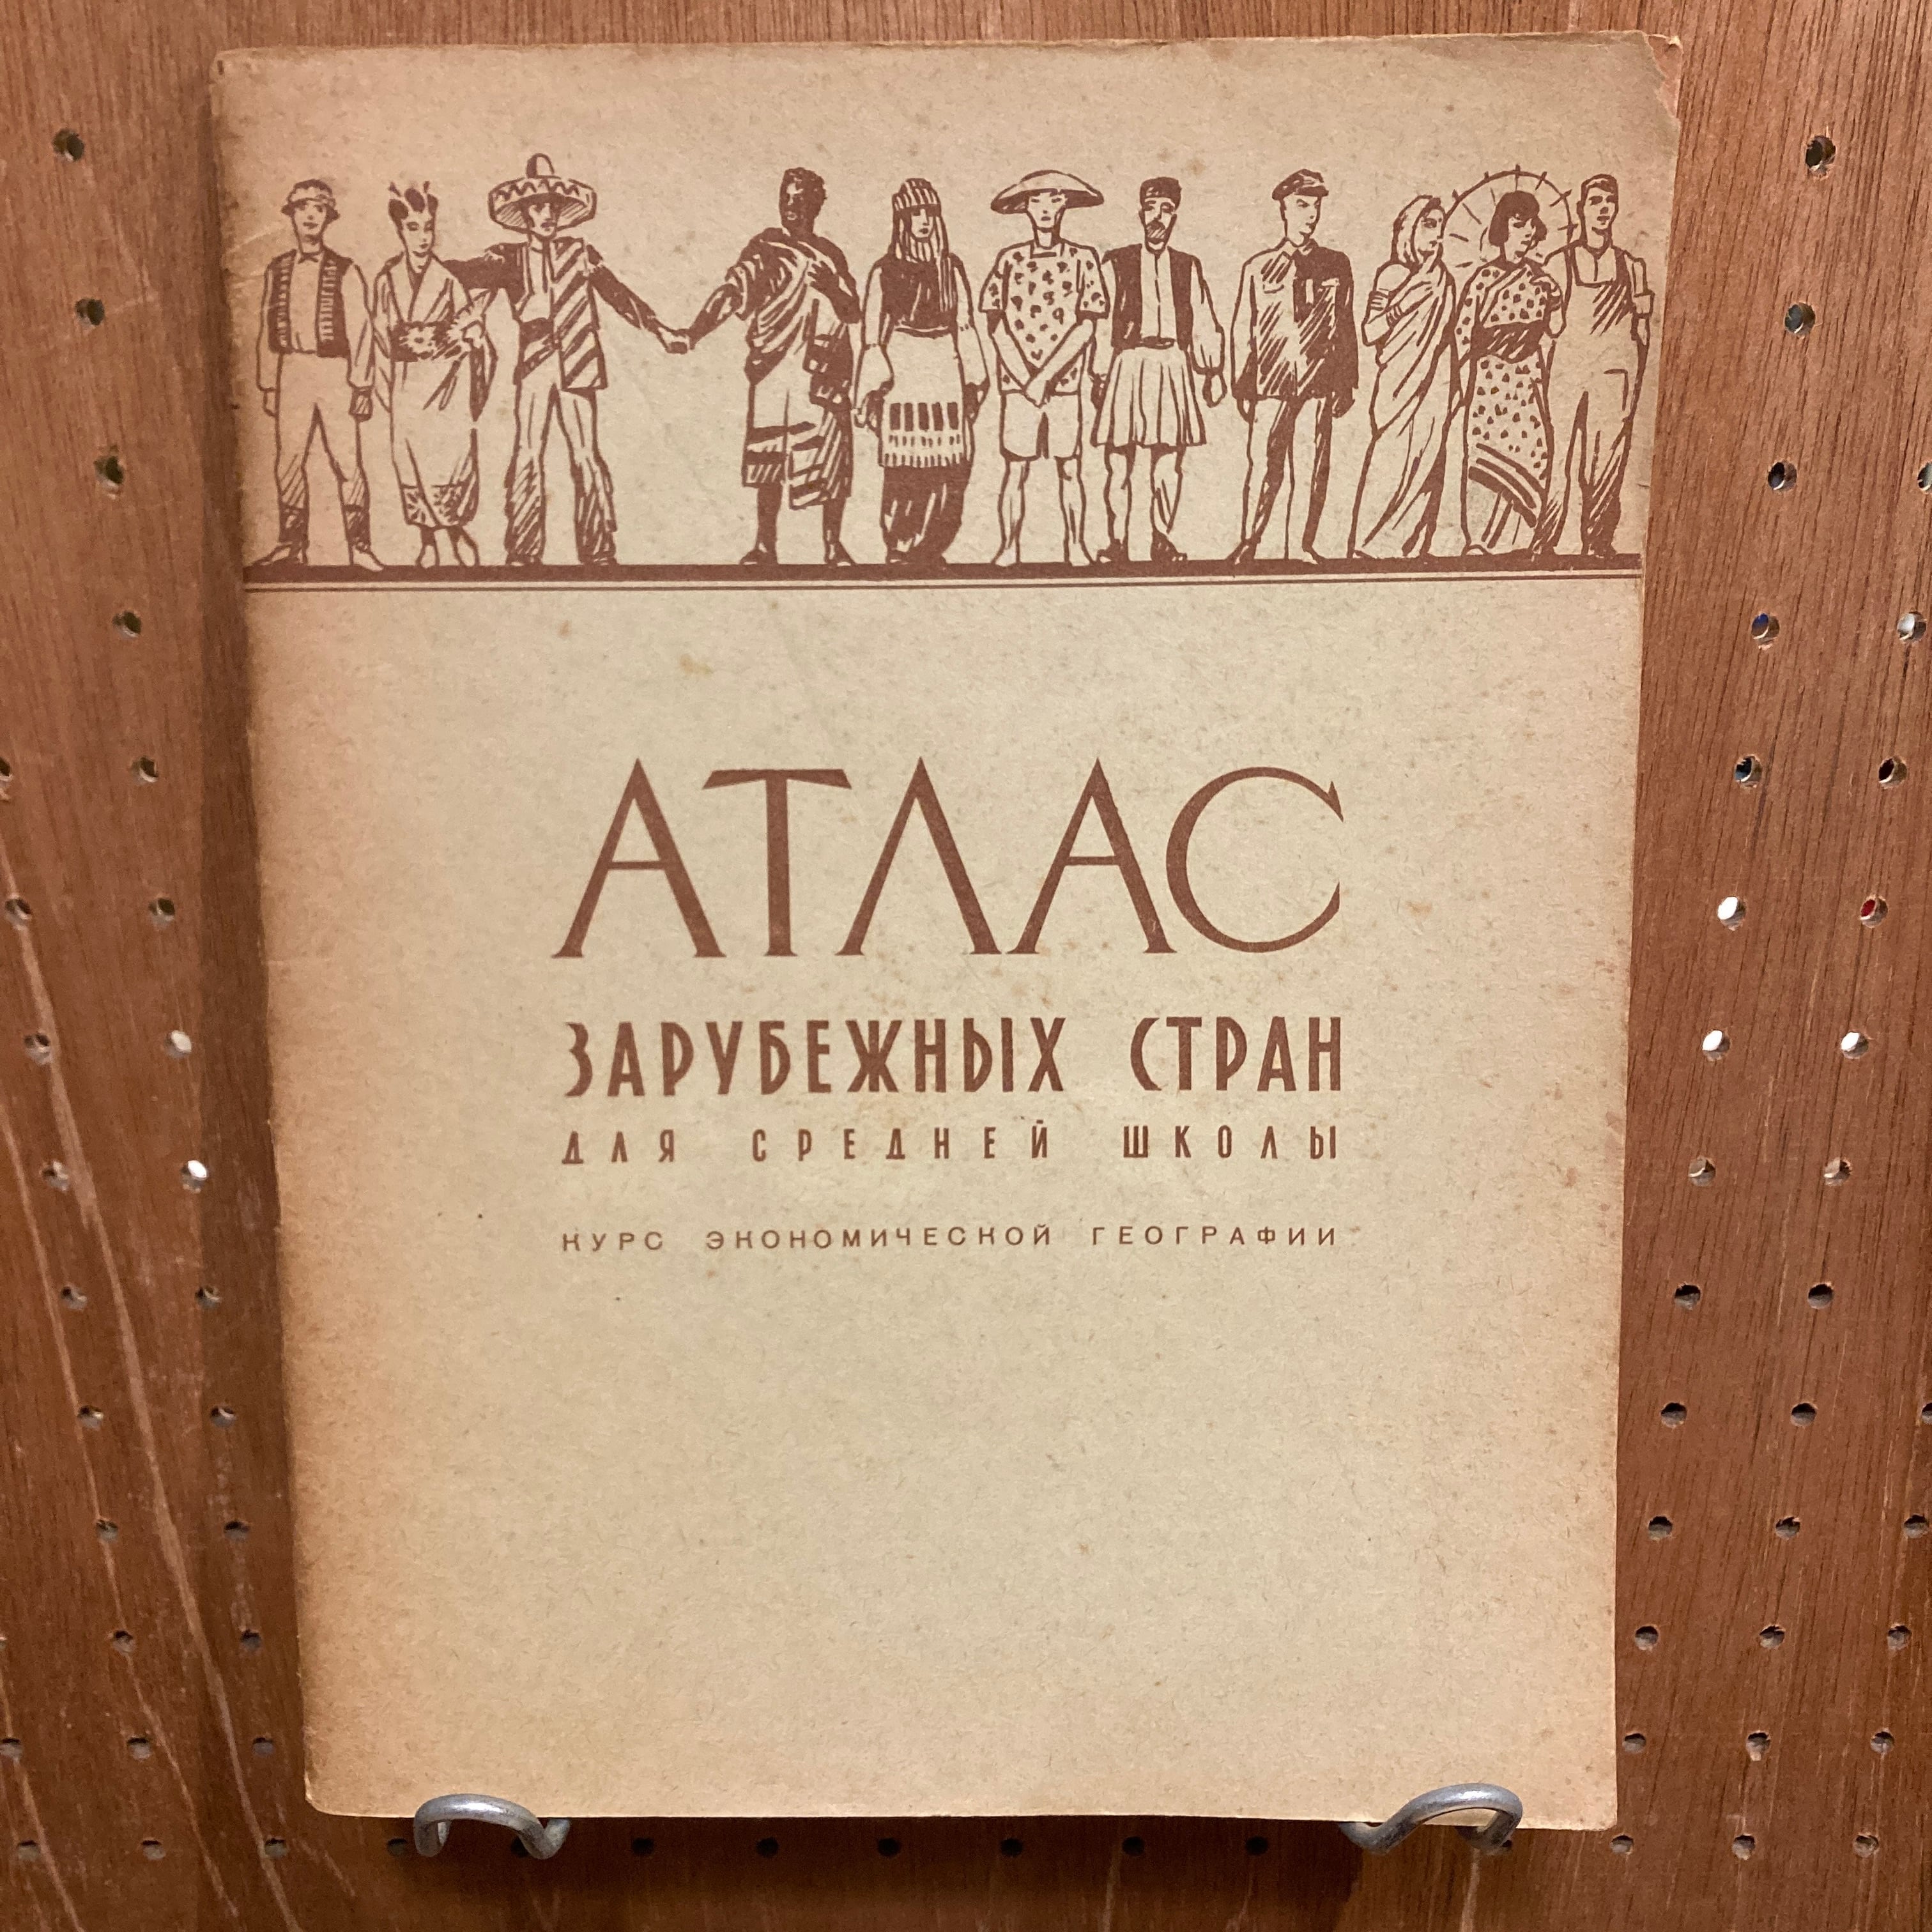 АТЛАС
ЗАРУБЕЖНЫХ СТРАН
ДЛЯ СРЕДНЕЙ ШКОЛЫ
КУРС ЭКОНОМИЧЕСКОЙ ГЕОГРАФИИ